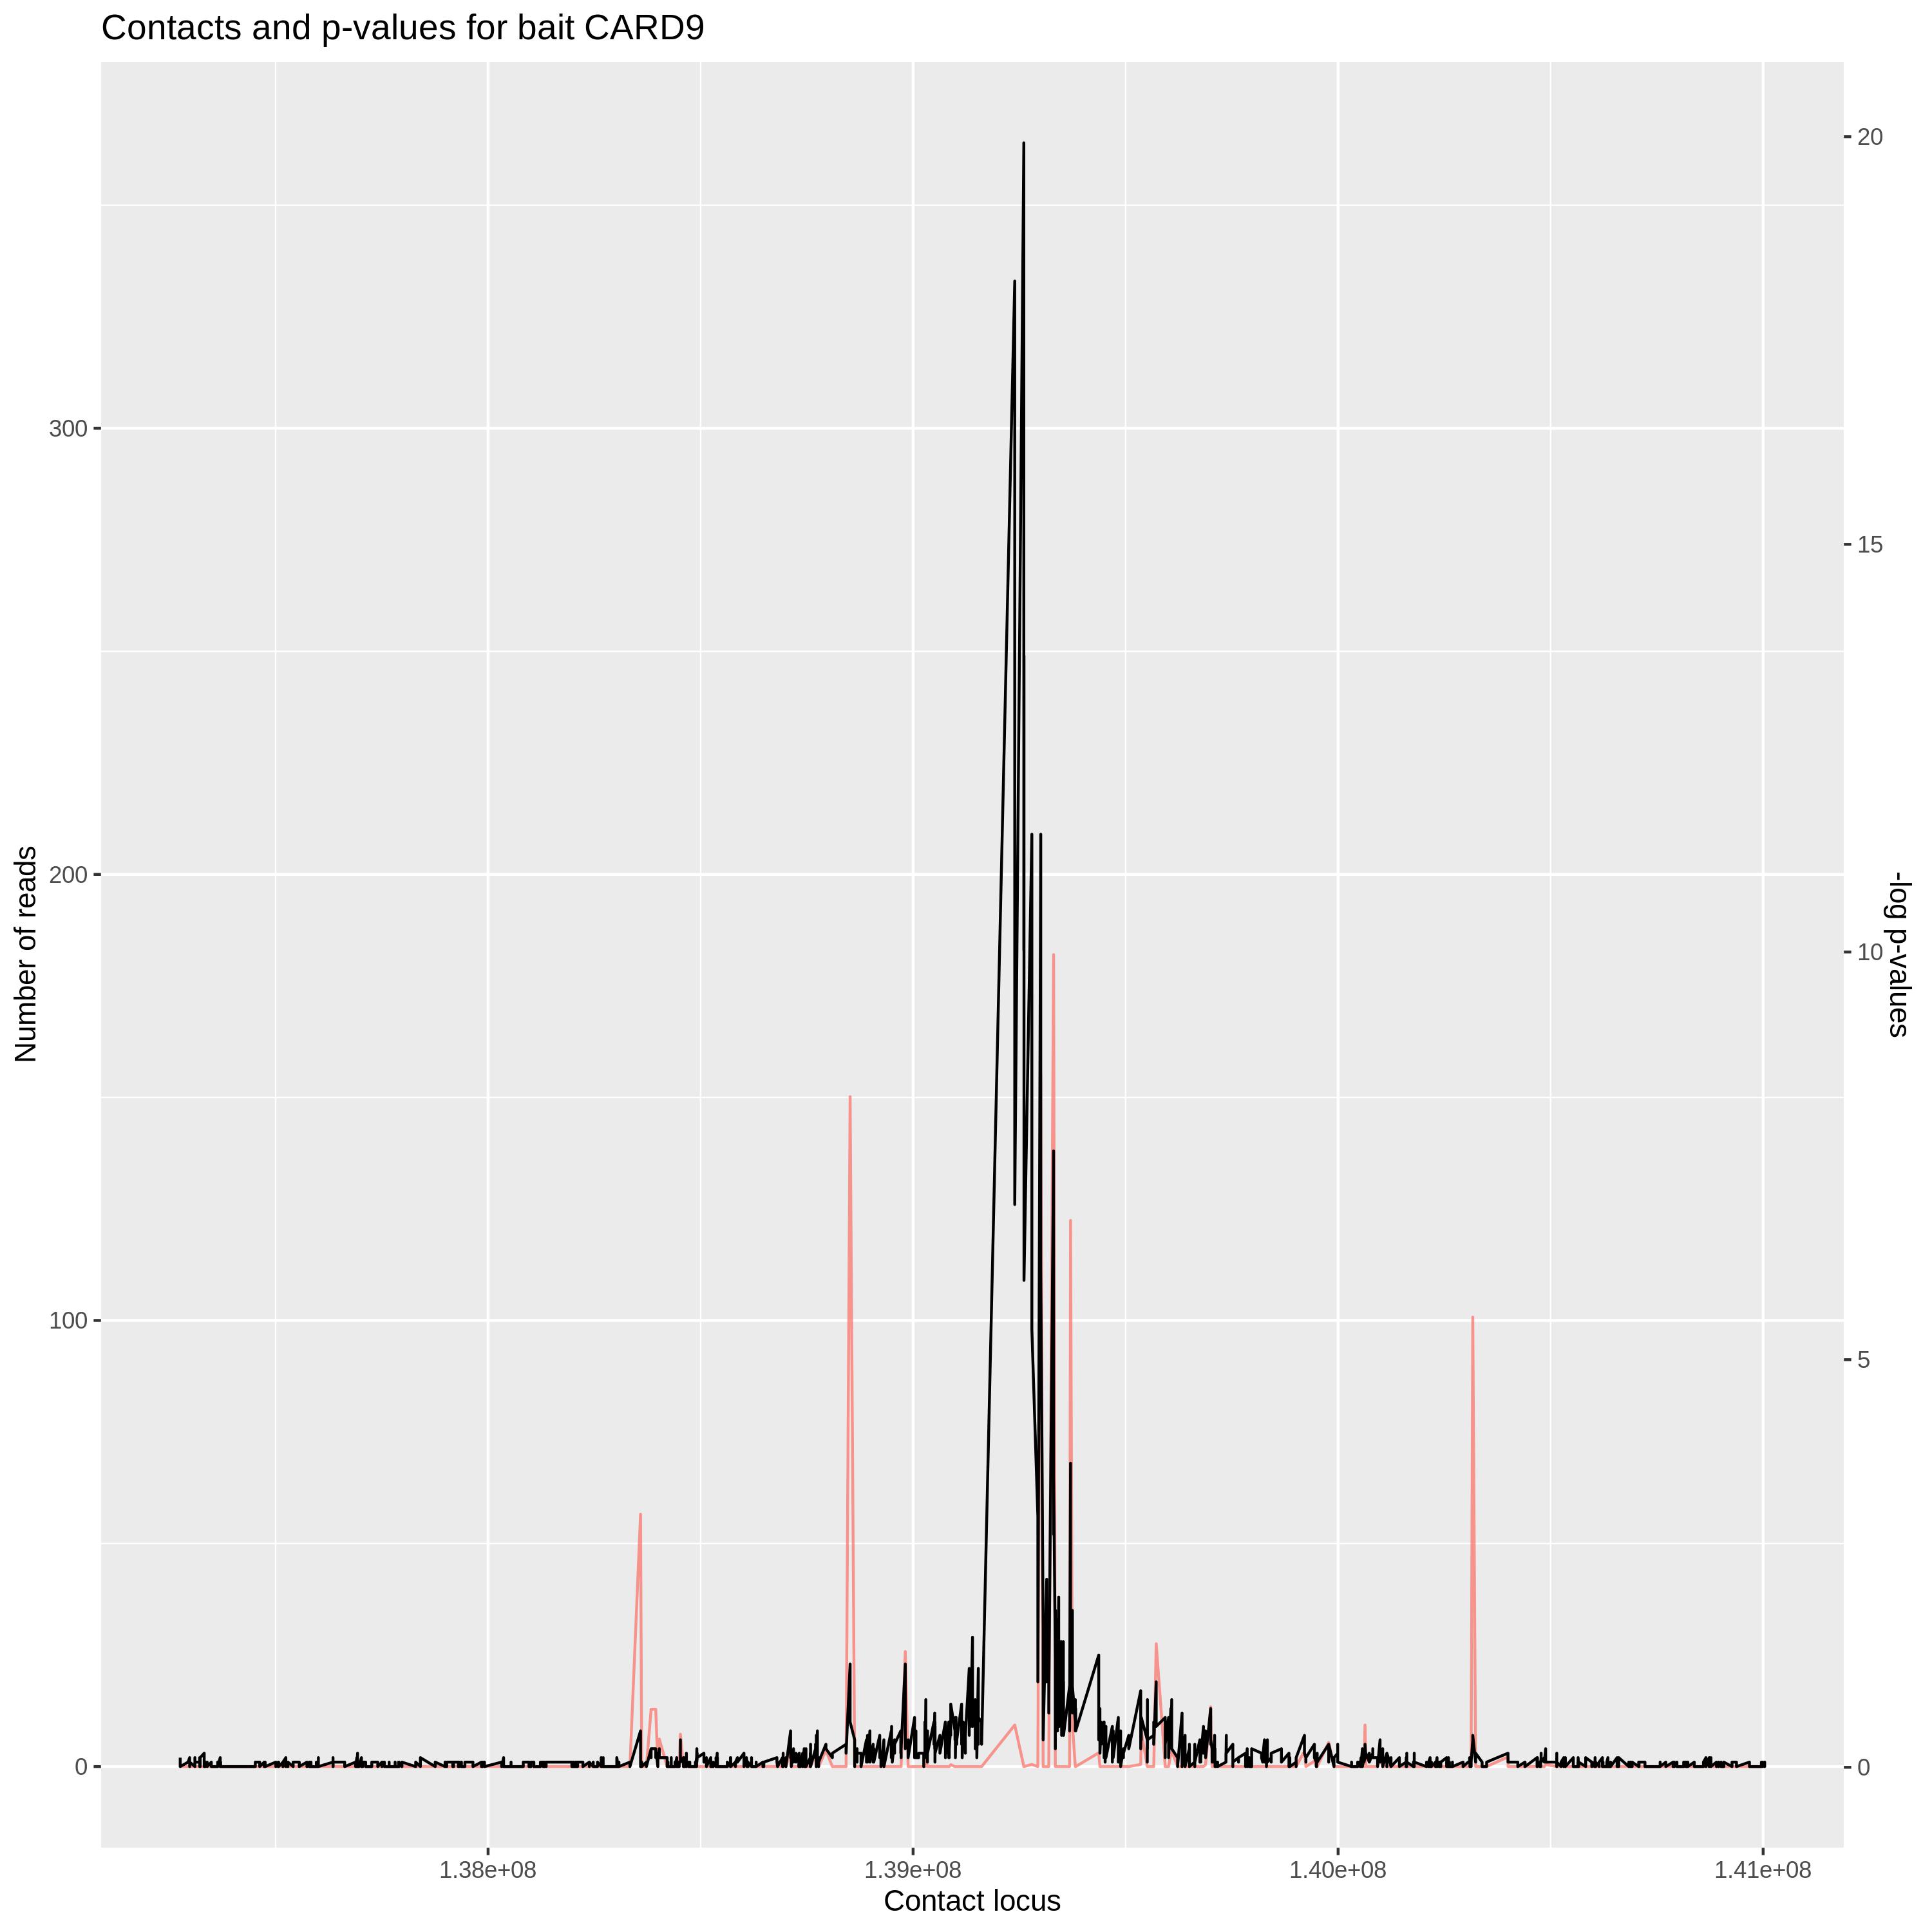 Contacts and p-values for bait CARD9
20
15
300
200
10
100
5
0
0
Number of reads
-log p-values
1.38e+08
1.39e+08
1.40e+08
1.41e+08
Contact locus